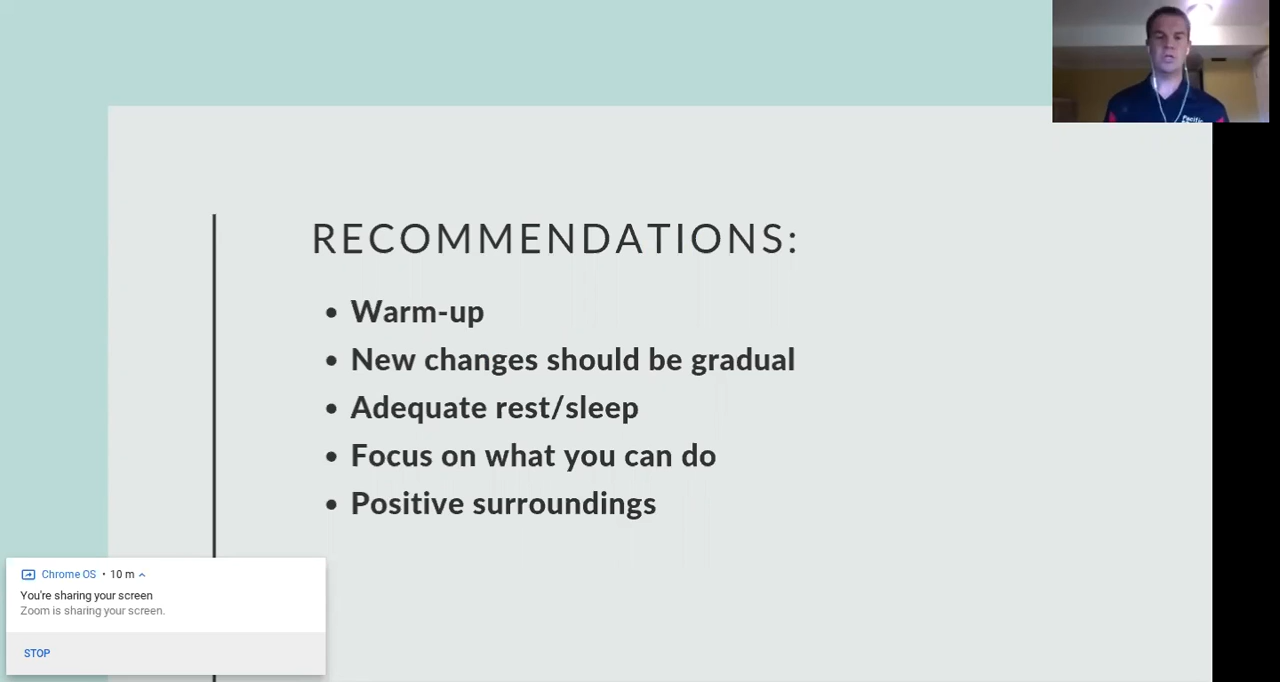 Pacific
RECOMMENDATIONS:
• Warm-up
• New changes should be gradual
• Adequate rest/sleep
• Focus on what you can do
• Positive surroundings
Chrome OS • 10 m
You're sharing your screen
Zoom is sharing your screen.
STOP